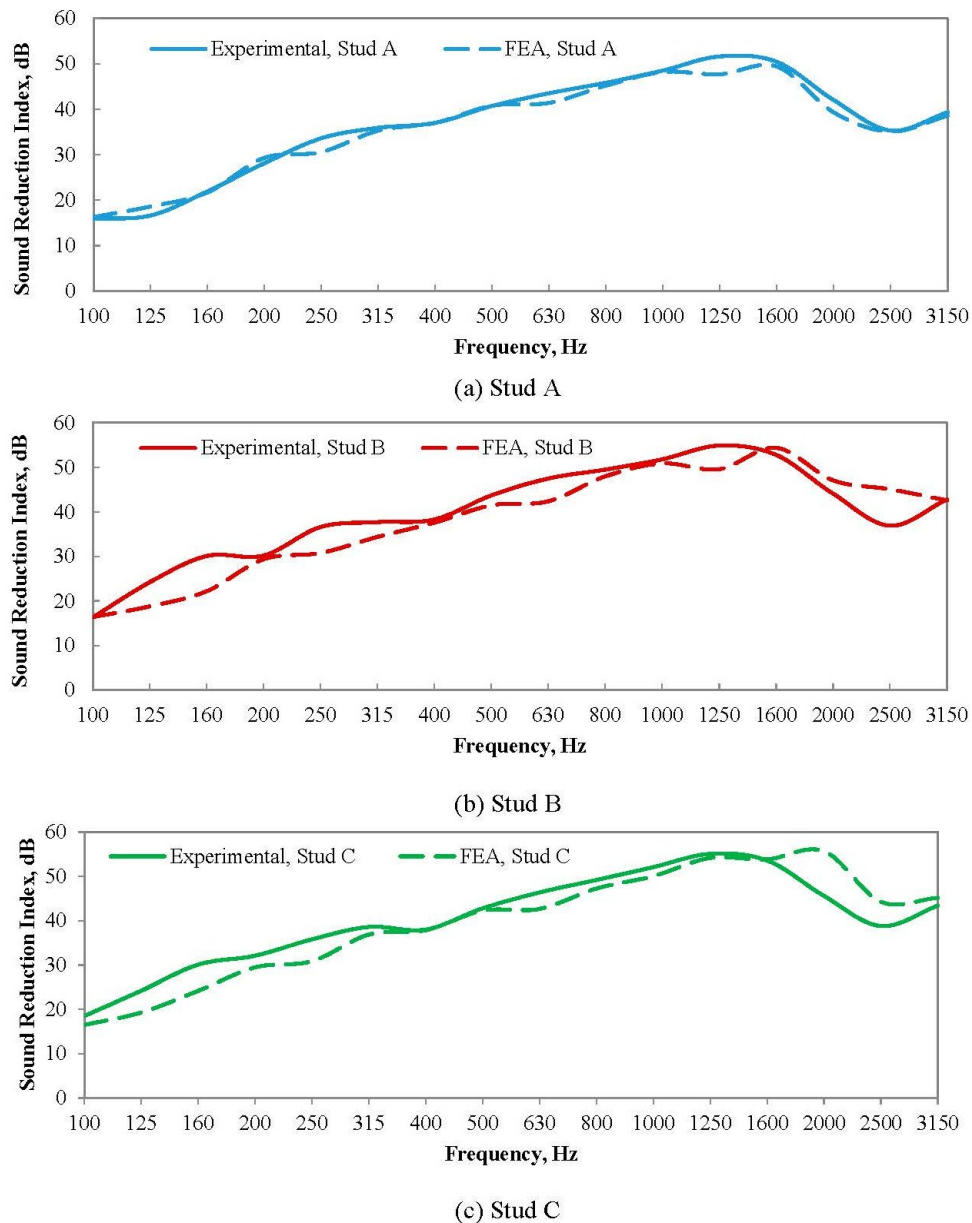 60
50
40
30
20
10
0
Sound Reduction Index, dB
Experimental, Stud A FEA, Stud A
100 125 160 200 250 315 400 500 630 800 1000 1250 1600 2000 2500 3150
Frequency, Hz
(a) Stud A
60
50
40
30
20
10
0
Sound Reduction Index, dB
Experimental, Stud B FEA, Stud B
100 125 160 200 250 315 400 500 630 800 1000 1250 1600 2000 2500 3150
Frequency, Hz
(b) Stud B
60
50
40
30
20
10
0
Sound Reduction Index, dB
Experimental, Stud C FEA, Stud C
100 125 160 200 250 315 400 500 630 800 1000 1250 1600 2000 2500 3150
Frequency, Hz
(c) Stud C